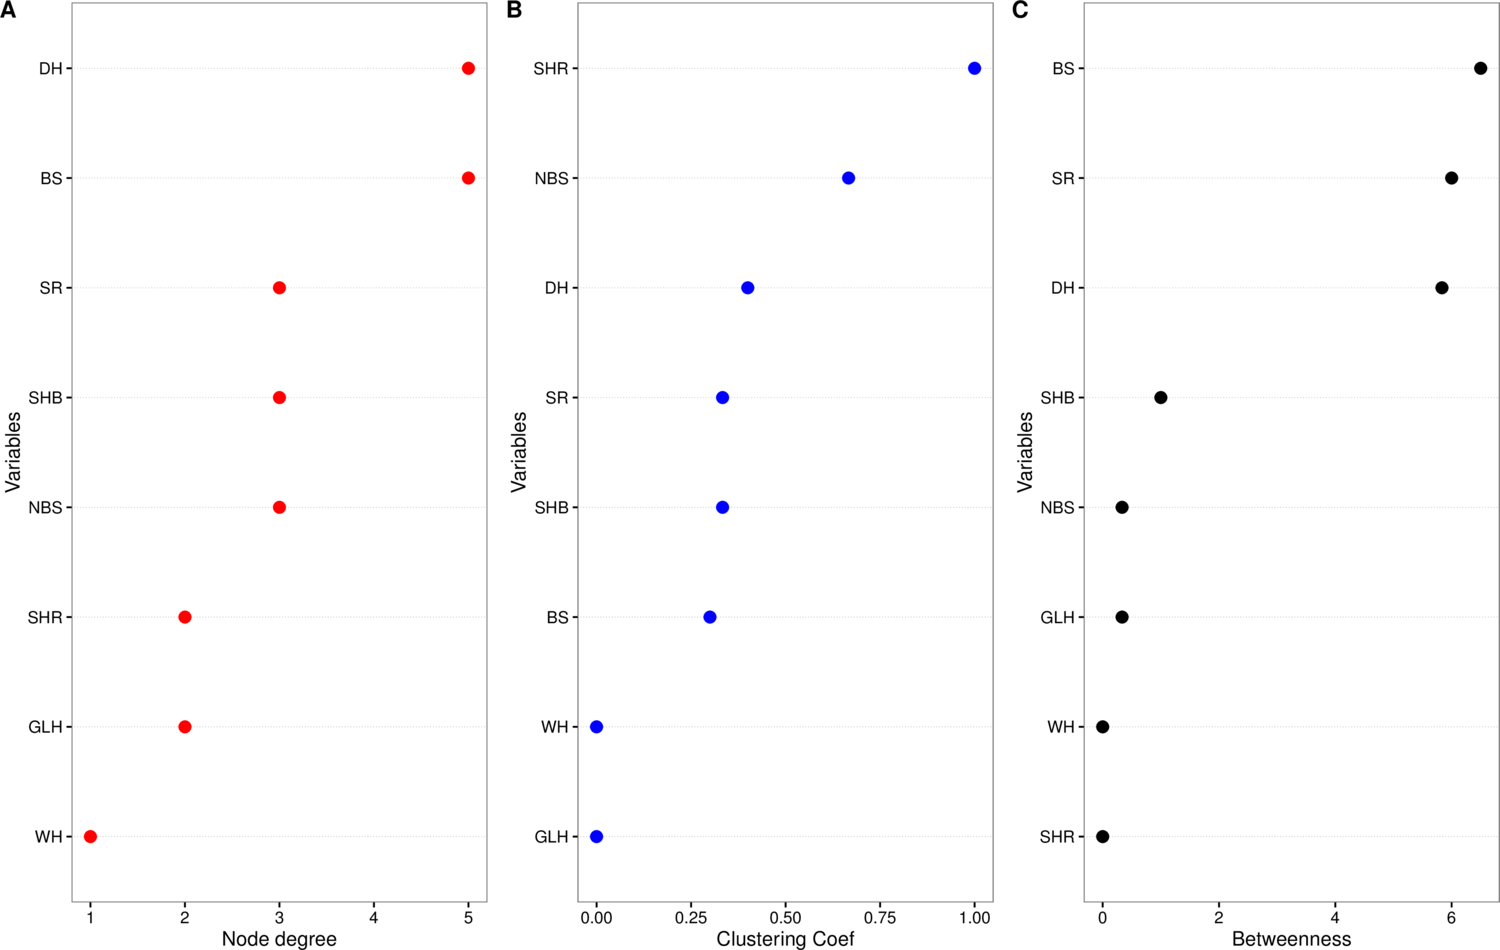 A
DH
BS
SR
SHB
NBS
SHR
GLH
WH
Variables
1 2 3 4 5
Node degree
B
SHR
NBS
DH
SR
SHB
BS
WH
GLH
Variables
0.00 0.25 0.50 0.75 1.00
Clustering Coef
C
BS
SR
DH
SHB
NBS
GLH
WH
SHR
Variables
0 2 4 6
Betweenness